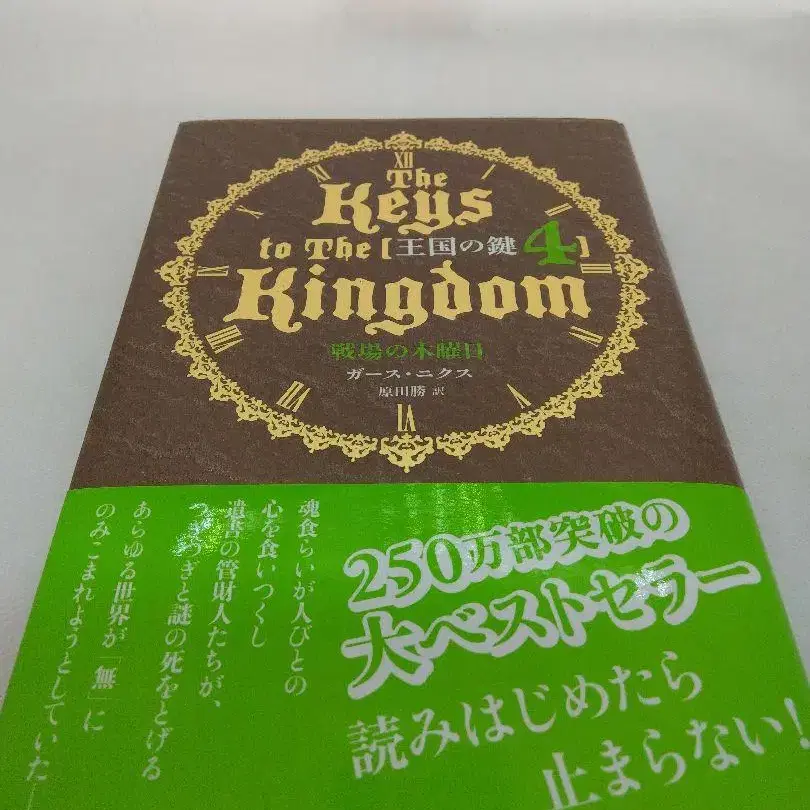 XII
The
Keys
to The [王国の鍵 4]
Kingdom
戦場の木曜日
ガース・ニクス
原田勝 訳
VI
250万部突破の
大ベストセラー
読みはじめたら
止まらない!
魂食らいが人びとの
心を食いつくし
遺書の管財人たちが、
つぎつぎと謎の死をとげる
あらゆる世界が「無」に
のみこまれようとしていた